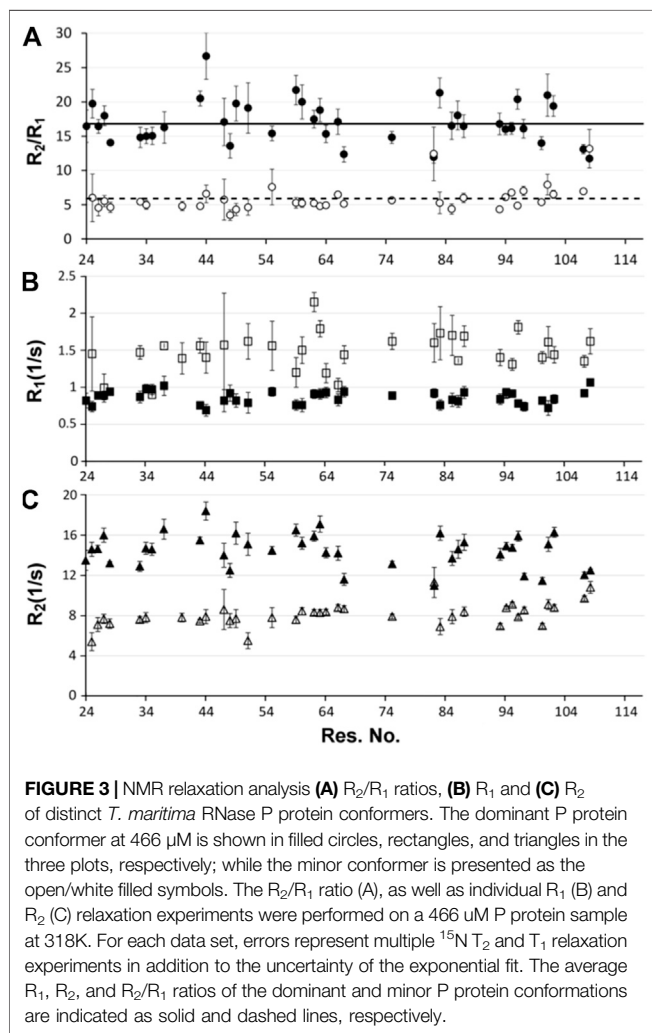 A
R2/R1
30
25
20
15
10
5
0
24 34 44 54 64 74 84 94 104 114
B
R1(1/s)
2.5
2
1.5
1
0.5
0
24 34 44 54 64 74 84 94 104 114
C
R2(1/s)
20
16
12
8
4
0
24 34 44 54 64 74 84 94 104 114
Res. No.
FIGURE 3 | NMR relaxation analysis (A) R2/R1 ratios, (B) R1 and (C) R2
of distinct T. maritima RNase P protein conformers. The dominant P protein
conformer at 466 µM is shown in filled circles, rectangles, and triangles in the
three plots, respectively; while the minor conformer is presented as the
open/white filled symbols. The R2/R1 ratio (A), as well as individual R1 (B) and
R2 (C) relaxation experiments were performed on a 466 uM P protein sample
at 318K. For each data set, errors represent multiple 15N T2 and T1 relaxation
experiments in addition to the uncertainty of the exponential fit. The average
R1, R2, and R2/R1 ratios of the dominant and minor P protein conformations
are indicated as solid and dashed lines, respectively.